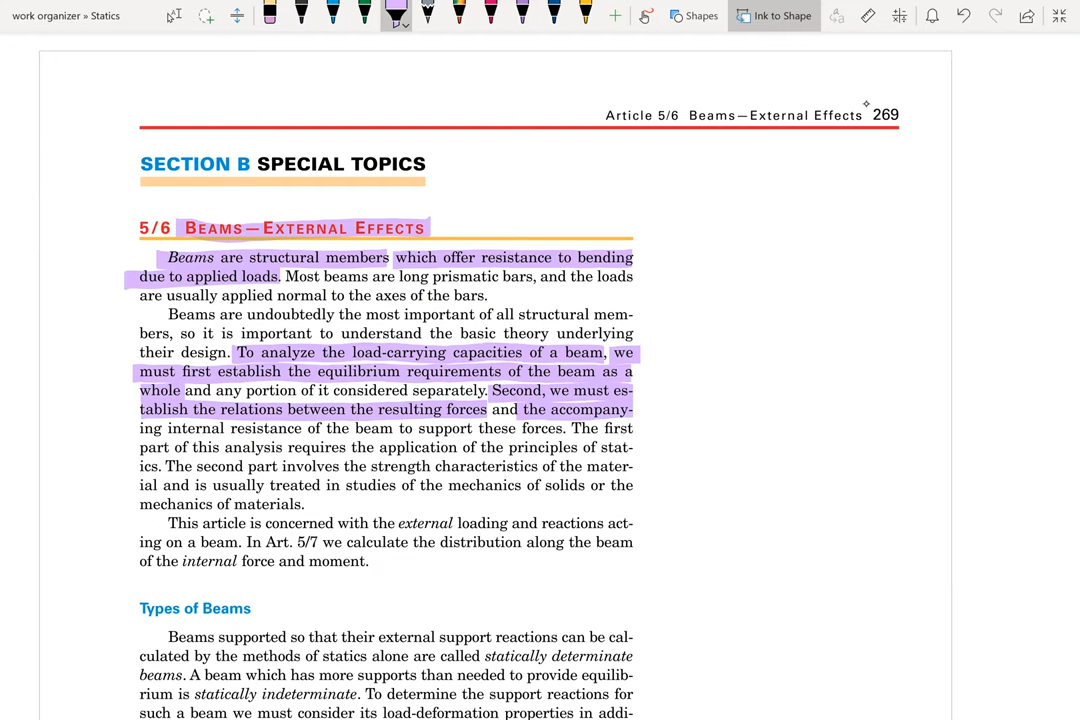 work organizer » Statics
Shapes
Ink to Shape
Article 5/6 Beams—External Effects 269
SECTION B SPECIAL TOPICS
5/6 BEAMS—EXTERNAL EFFECTS
Beams are structural members which offer resistance to bending
due to applied loads. Most beams are long prismatic bars, and the loads
are usually applied normal to the axes of the bars.
Beams are undoubtedly the most important of all structural mem-
bers, so it is important to understand the basic theory underlying
their design. To analyze the load-carrying capacities of a beam, we
must first establish the equilibrium requirements of the beam as a
whole and any portion of it considered separately. Second, we must es-
tablish the relations between the resulting forces and the accompany-
ing internal resistance of the beam to support these forces. The first
part of this analysis requires the application of the principles of stat-
ics. The second part involves the strength characteristics of the mater-
ial and is usually treated in studies of the mechanics of solids or the
mechanics of materials.
This article is concerned with the external loading and reactions act-
ing on a beam. In Art. 5/7 we calculate the distribution along the beam
of the internal force and moment.
Types of Beams
Beams supported so that their external support reactions can be cal-
culated by the methods of statics alone are called statically determinate
beams. A beam which has more supports than needed to provide equilib-
rium is statically indeterminate. To determine the support reactions for
such a beam we must consider its load-deformation properties in addi-